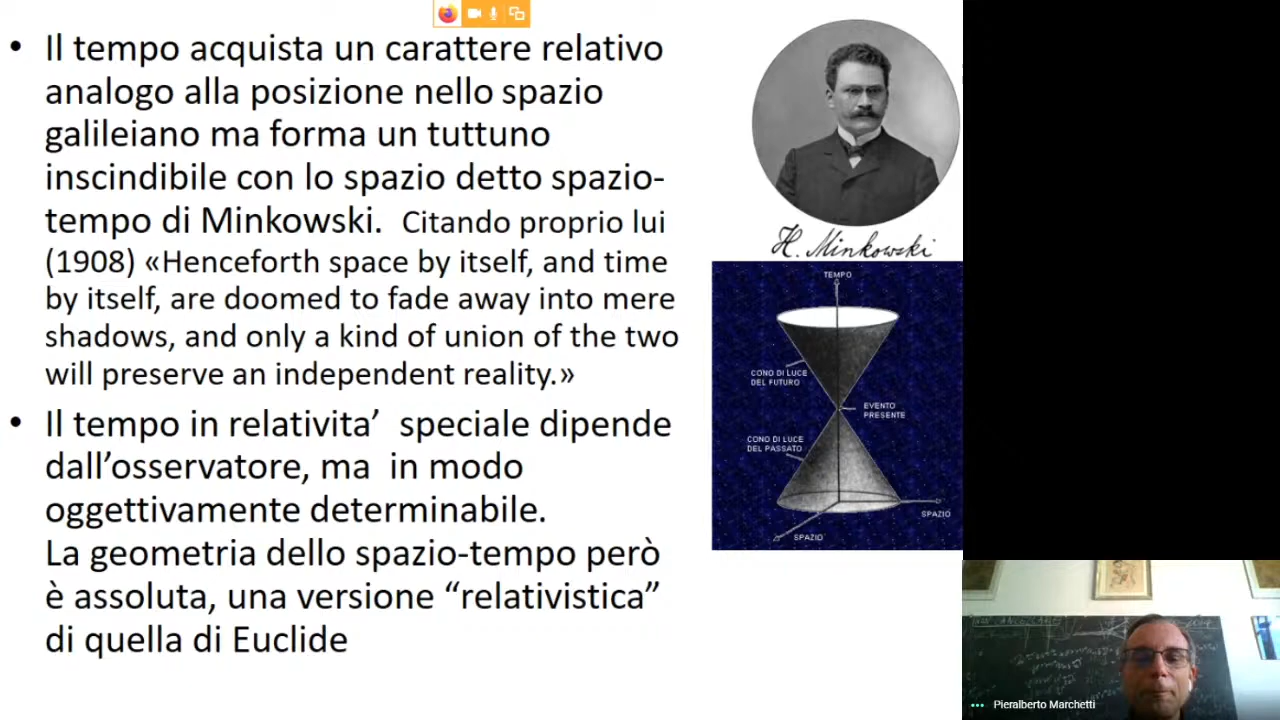 • Il tempo acquista un carattere relativo
analogo alla posizione nello spazio
galileiano ma forma un tuttuno
inscindibile con lo spazio detto spazio-
tempo di Minkowski. Citando proprio lui
(1908) «Henceforth space by itself, and time
by itself, are doomed to fade away into mere
shadows, and only a kind of union of the two
will preserve an independent reality.»
• Il tempo in relativita’ speciale dipende
dall’osservatore, ma in modo
oggettivamente determinabile.
La geometria dello spazio-tempo però
è assoluta, una versione “relativistica”
di quella di Euclide
H. Minkowski
TEMPO
CONO DI LUCE
DEL FUTURO
EVENTO
PRESENTE
CONO DI LUCE
DEL PASSATO
SPAZIO
SPAZIO
Pieralberto Marchetti